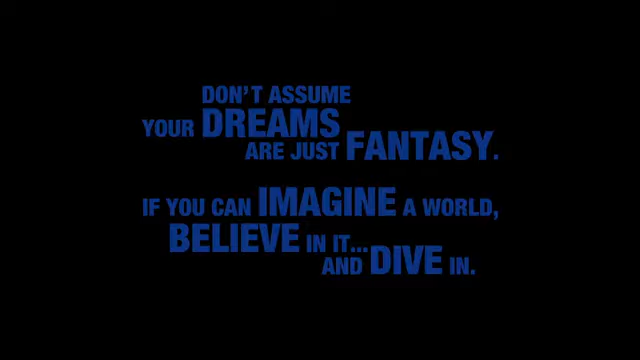 DON'T ASSUME
YOUR DREAMS
ARE JUST FANTASY.
IF YOU CAN IMAGINE A WORLD,
BELIEVE IN IT...
AND DIVE IN.